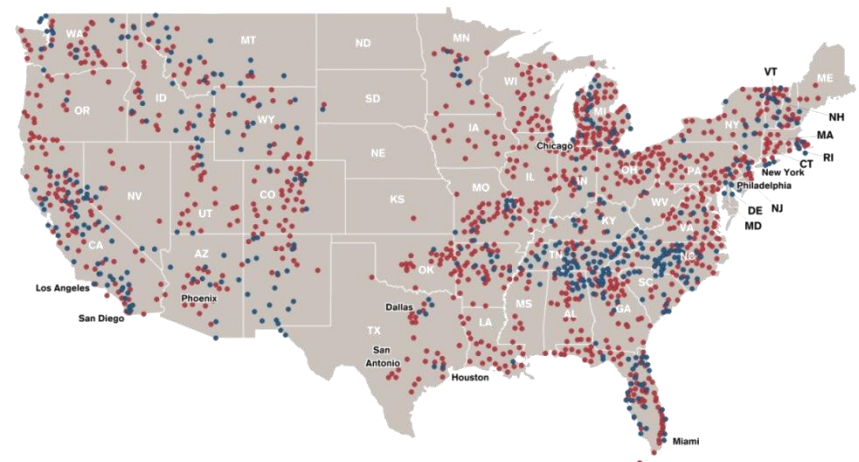 WA
MT
ND
MN
VT
ME
WI
OR
ID
SD
MI
WY
NH
NY
IA
MA
Chicago
RI
NE
CT
OH
PA
New York
IL
IN
Philadelphia
NV
MO
CO
UT
KS
WV
NJ
DE
KY
MD
VA
CA
AZ
TN
NC
OK
SC
Los Angeles
Phoenix
MS
Dallas
AL
GA
San Diego
LA
TX
San
Antonio
Houston
Miami